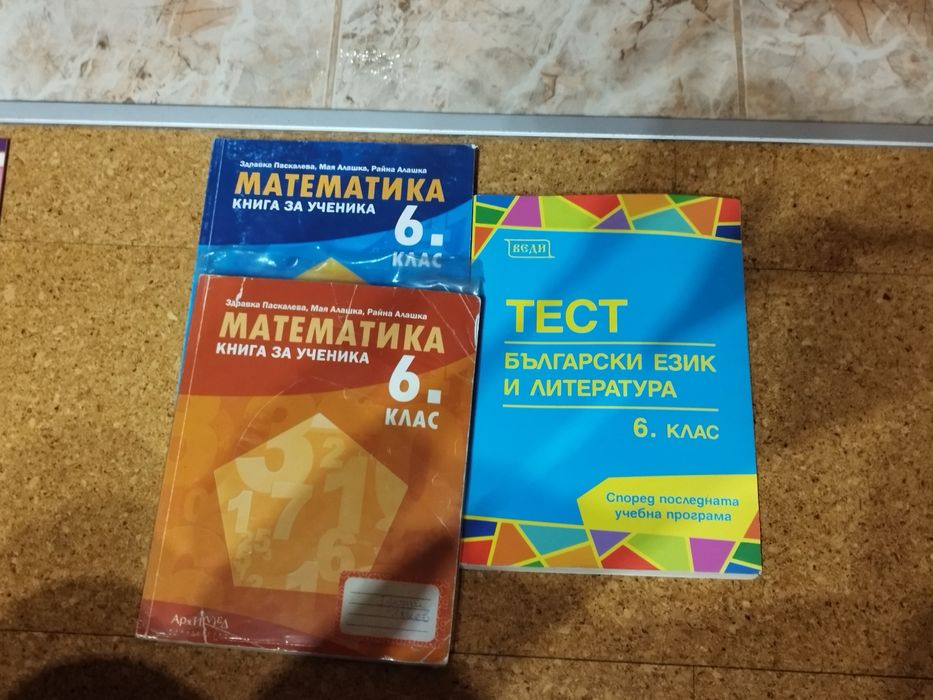 Здравка Паскалева, Мая Алашка, Райна Алашка
МАТЕМАТИКА
КНИГА ЗА УЧЕНИКА
6.
КЛАС
Здравка Паскалева, Мая Алашка, Райна Алашка
МАТЕМАТИКА
КНИГА ЗА УЧЕНИКА
6.
КЛАС
АрхИмЕД
ВЕДИ
ТЕСТ
БЪЛГАРСКИ ЕЗИК
И ЛИТЕРАТУРА
6. КЛАС
Според последната
учебна програма